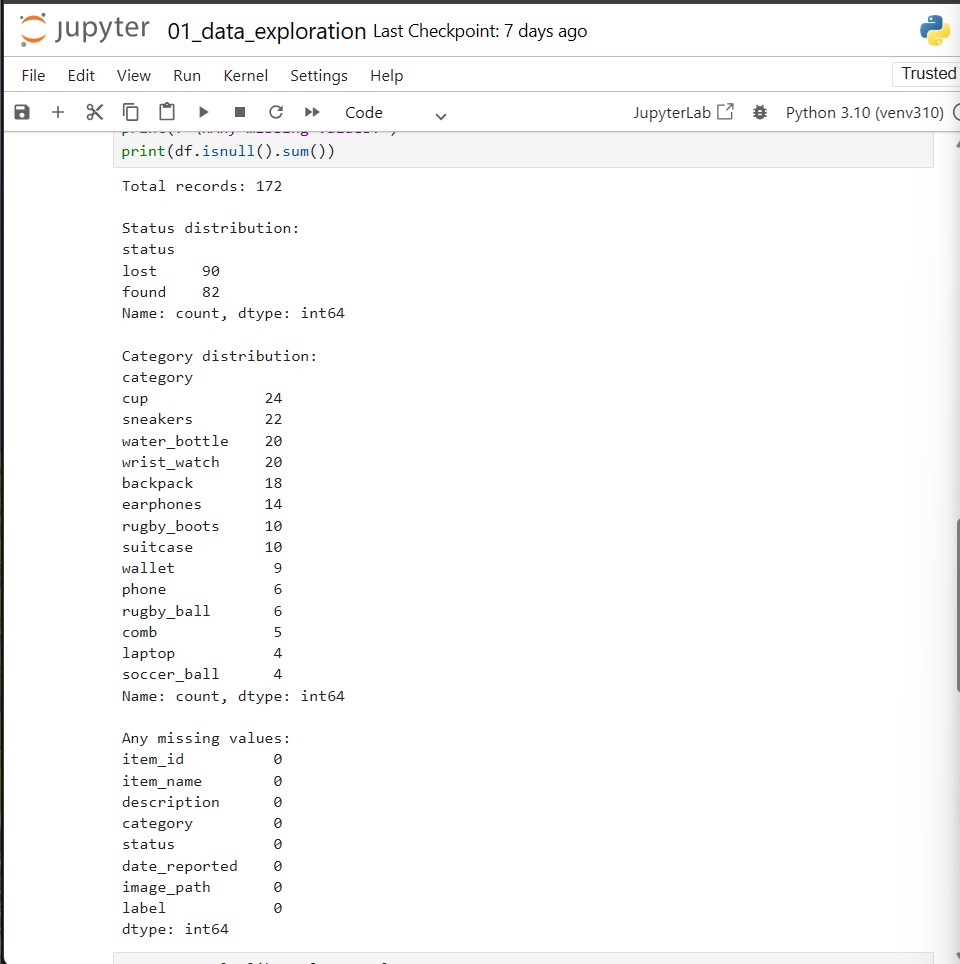 jupyter 01_data_exploration Last Checkpoint: 7 days ago
File Edit View Run Kernel Settings Help Trusted
Code JupyterLab Python 3.10 (venv310)
print(df.isnull().sum())
Total records: 172
Status distribution:
status
lost 90
found 82
Name: count, dtype: int64
Category distribution:
category
cup 24
sneakers 22
water_bottle 20
wrist_watch 20
backpack 18
earphones 14
rugby_boots 10
suitcase 10
wallet 9
phone 6
rugby_ball 6
comb 5
laptop 4
soccer_ball 4
Name: count, dtype: int64
Any missing values:
item_id 0
item_name 0
description 0
category 0
status 0
date_reported 0
image_path 0
label 0
dtype: int64